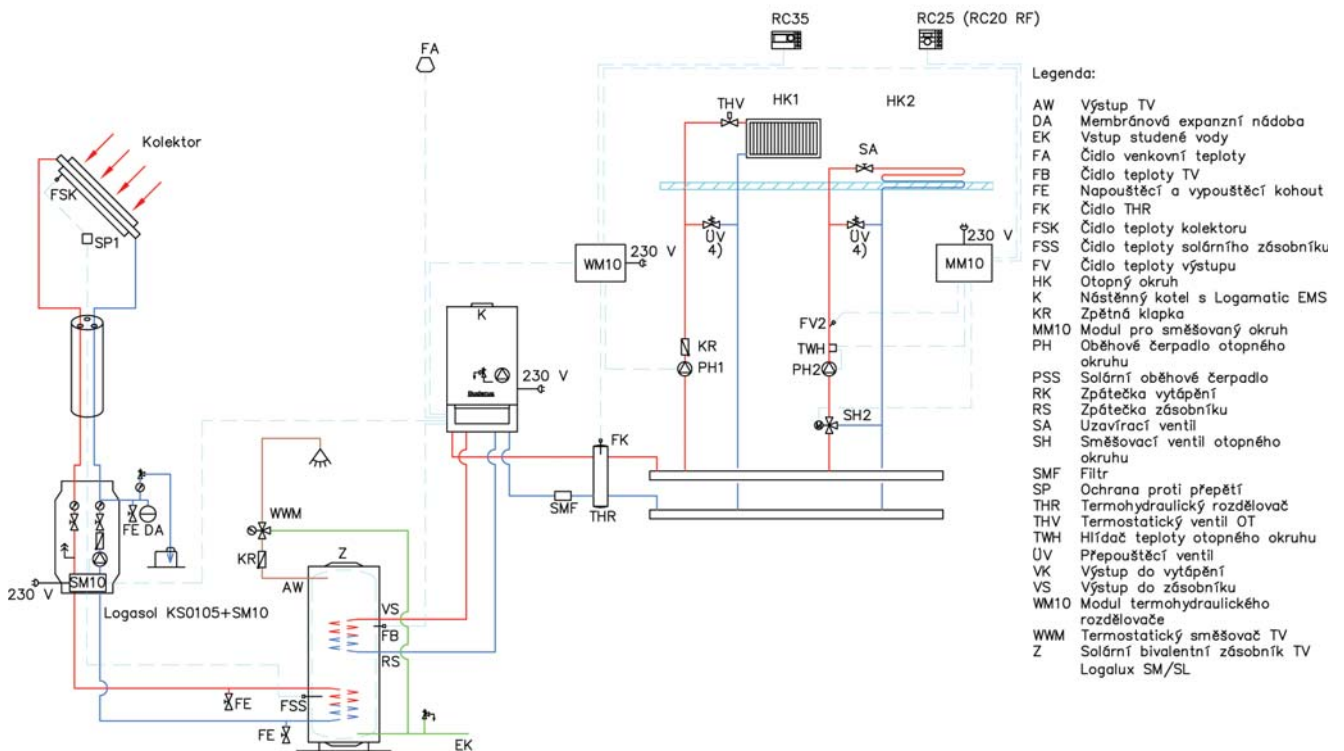 RC35
RC25 (RC20 RF)
FA
Legenda:
AW Výstup TV
DA Membránová expanzní nádoba
EK Vstup studené vody
FA Čidlo venkovní teploty
FB Čidlo teploty TV
FE Napouštěcí a vypouštěcí kohout
FK Čidlo THR
FSK Čidlo teploty kolektoru
FSS Čidlo teploty solárního zásobníku
FV Čidlo teploty výstupu
HK Otopný okruh
K Nástěnný kotel s Logamatic EMS
KR Zpětná klapka
MM10 Modul pro směšovaný okruh
PH Oběhové čerpadlo otopného
okruhu
PSS Solární oběhové čerpadlo
RK Zpátečka vytápění
RS Zpátečka zásobníku
SA Uzavírací ventil
SH Směšovací ventil otopného
okruhu
SMF Filtr
SP Ochrana proti přepětí
THR Termohydraulický rozdělovač
THV Termostatický ventil OT
TWH Hlídač teploty otopného okruhu
ÜV Přepouštěcí ventil
VK Výstup do vytápění
VS Výstup do zásobníku
WM10 Modul termohydraulického
rozdělovače
WWM Termostatický směšovač TV
Z Solární bivalentní zásobník TV
Logalux SM/SL
THV
HK1
HK2
SA
Kolektor
FSK
SP1
WM10
230 V
ÜV
4)
ÜV
4)
230 V
MM10
K
Buderus
230 V
KR
PH1
FV2
TWH
PH2
SH2
FK
SMF
THR
FE DA
SM10
230 V
Logasol KS0105+SM10
WWM
KR
AW
Z
VS
FB
RS
FE
FSS
FE
EK